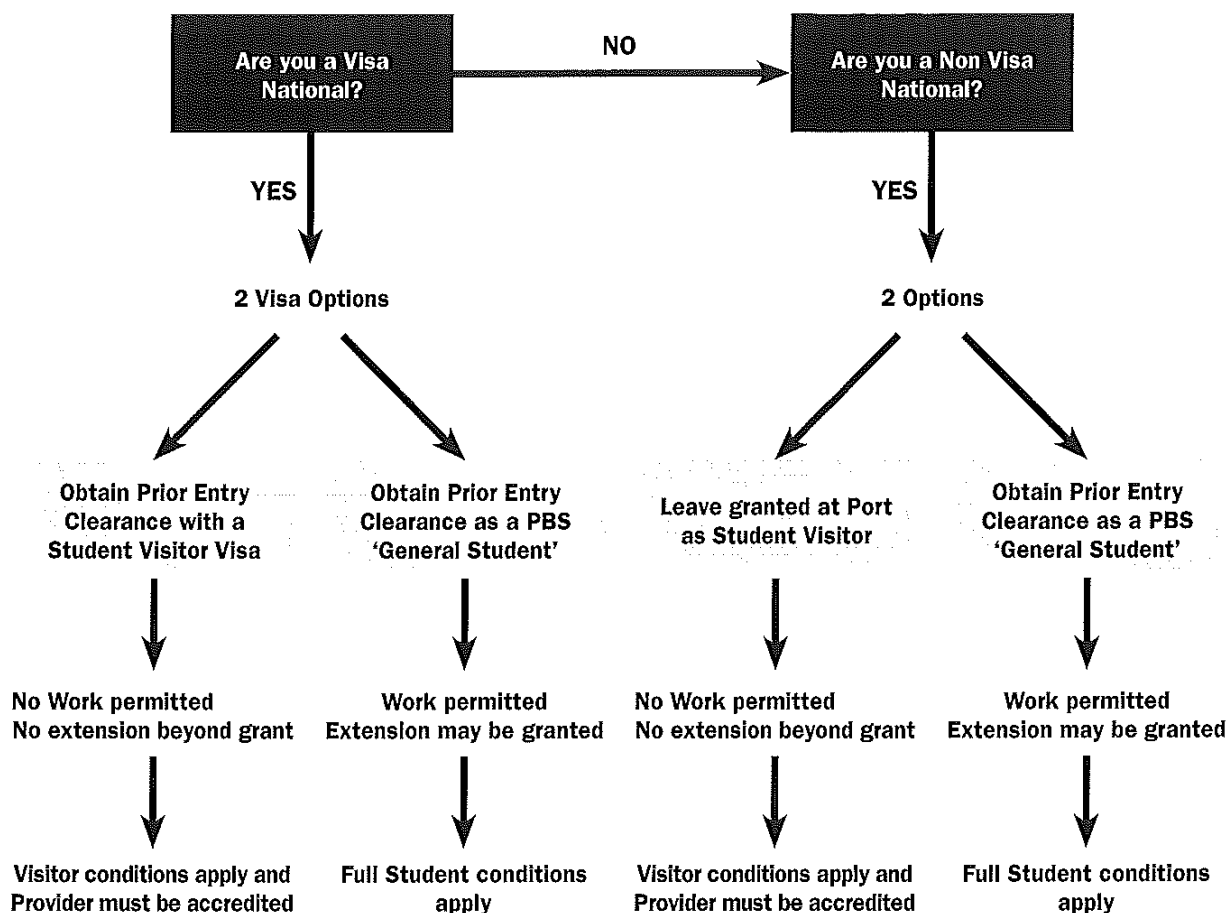 Are you a Visa
National?
NO
Are you a Non Visa
National?
YES
YES
2 Visa Options
2 Options
Obtain Prior Entry
Clearance with a
Student Visitor Visa
Obtain Prior Entry
Clearance as a PBS
‘General Student’
Leave granted at Port
as Student Visitor
Obtain Prior Entry
Clearance as a PBS
‘General Student’
No Work permitted
No extension beyond grant
Work permitted
Extension may be granted
No Work permitted
No extension beyond grant
Work permitted
Extension may be granted
Visitor conditions apply and
Provider must be accredited
Full Student conditions
apply
Visitor conditions apply and
Provider must be accredited
Full Student conditions
apply